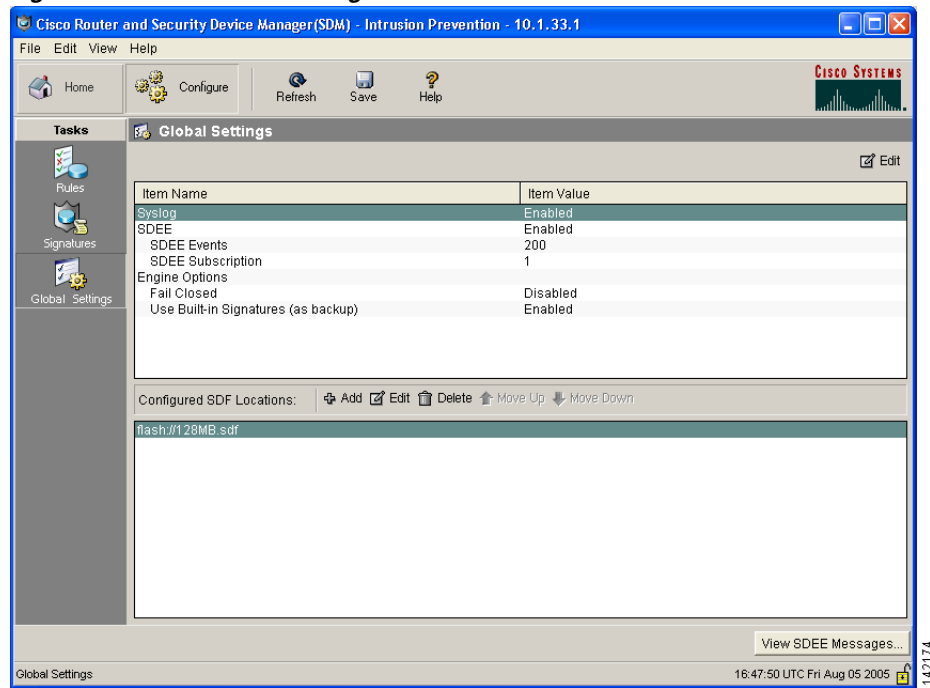 Cisco Router and Security Device Manager(SDM) - Intrusion Prevention - 10.1.33.1
File Edit View Help
Home Configure Refresh Save Help
CISCO SYSTEMS
Tasks
Global Settings
Edit
Rules
Signatures
Global Settings
Item Name Item Value
Syslog Enabled
SDEE Enabled
SDEE Events 200
SDEE Subscription 1
Engine Options
Fail Closed Disabled
Use Built-in Signatures (as backup) Enabled
Configured SDF Locations: Add Edit Delete Move Up Move Down
flash://128MB.sdf
View SDEE Messages...
Global Settings 16:47:50 UTC Fri Aug 05 2005
142174